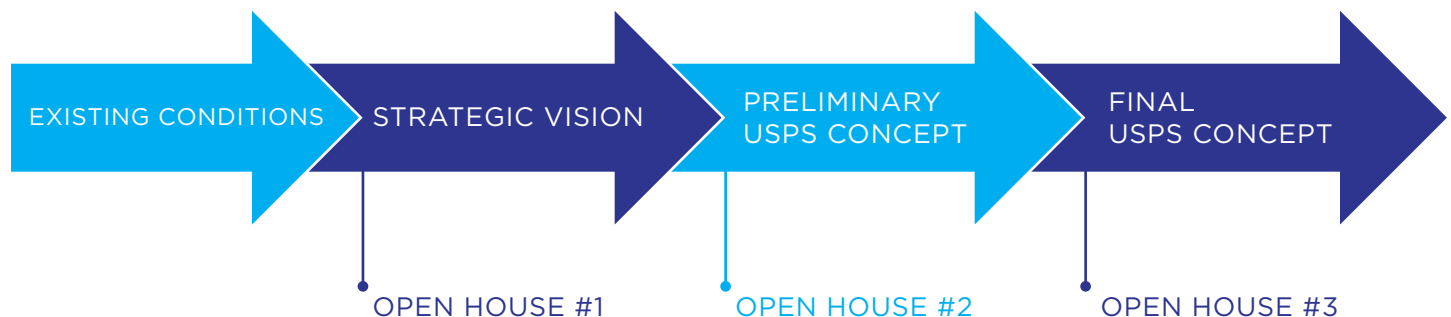 EXISTING CONDITIONS
STRATEGIC VISION
PRELIMINARY
USPS CONCEPT
FINAL
USPS CONCEPT
OPEN HOUSE #1
OPEN HOUSE #2
OPEN HOUSE #3